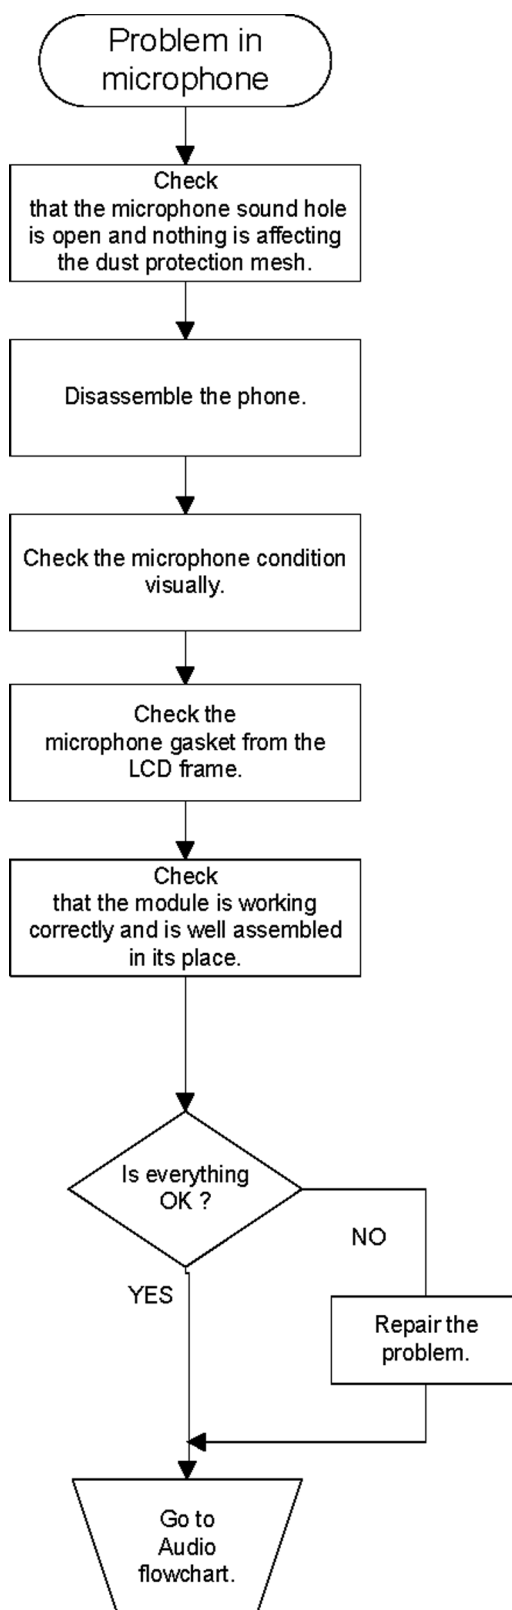 Problem in
microphone
Check
that the microphone sound hole
is open and nothing is affecting
the dust protection mesh.
Disassemble the phone.
Check the microphone condition
visually.
Check the
microphone gasket from the
LCD frame.
Check
that the module is working
correctly and is well assembled
in its place.
Is everything
OK ?
NO
YES
Repair the
problem.
Go to
Audio
flowchart.